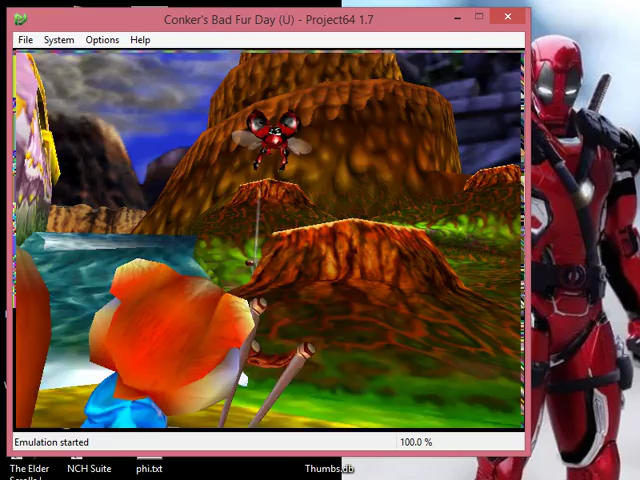 Conker's Bad Fur Day (U) - Project64 1.7
File System Options Help
Emulation started 100.0 %
The Elder NCH Suite phi.txt Thumbs.db